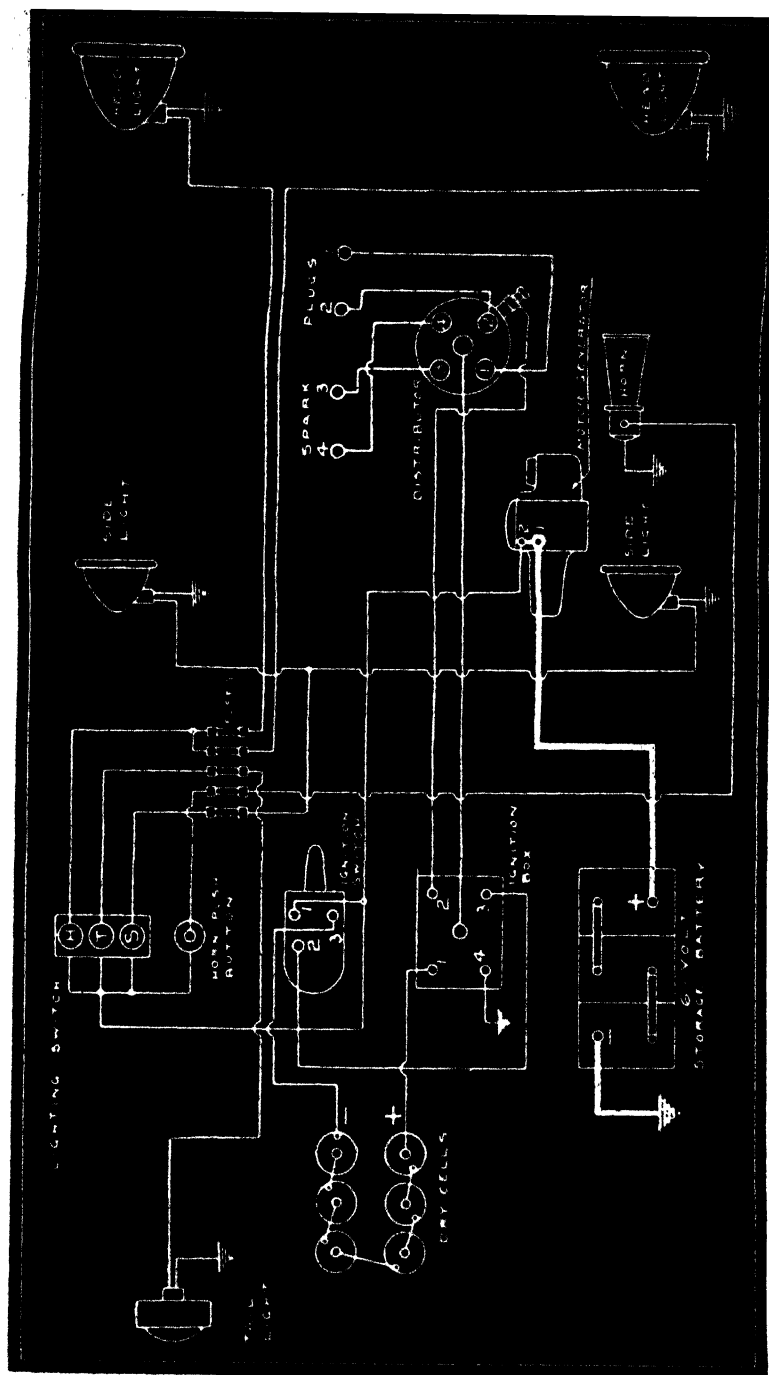 HEAD
LIGHT
HEAD
LIGHT
SPARK PLUGS
4
3
2
DISTRIBUTOR
MOTOR GENERATOR
2
1
HORN
SIDE
LIGHT
SIDE
LIGHT
LIGHTING SWITCH
H
T
S
HORN PUSH
BUTTON
IGNITION
SWITCH
1
2
3
IGNITION
BOX
1
2
3
4
6 VOLT
STORAGE BATTERY
+
-
DRY CELLS
-
+
LIGHT